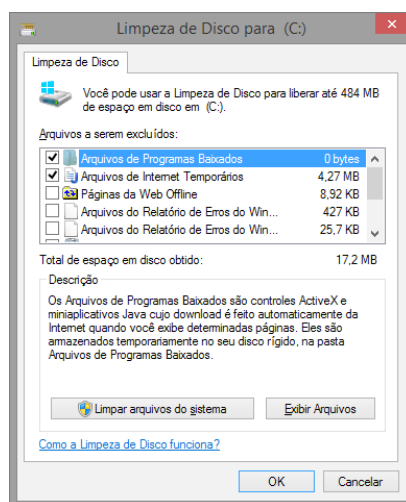 Limpeza de Disco para  (C:)
Limpeza de Disco
Você pode usar a Limpeza de Disco para liberar até 484 MB
de espaço em disco em  (C:).
Arquivos a serem excluídos:
Arquivos de Programas Baixados 0 bytes
Arquivos de Internet Temporários 4,27 MB
Páginas da Web Offline 8,92 KB
Arquivos do Relatório de Erros do Win... 427 KB
Arquivos do Relatório de Erros do Win... 25,7 KB
Total de espaço em disco obtido: 17,2 MB
Descrição
Os Arquivos de Programas Baixados são controles ActiveX e
miniaplicativos Java cujo download é feito automaticamente da
Internet quando você exibe determinadas páginas. Eles são
armazenados temporariamente no seu disco rígido, na pasta
Arquivos de Programas Baixados.
Limpar arquivos do sistema Exibir Arquivos
Como a Limpeza de Disco funciona?
OK Cancelar